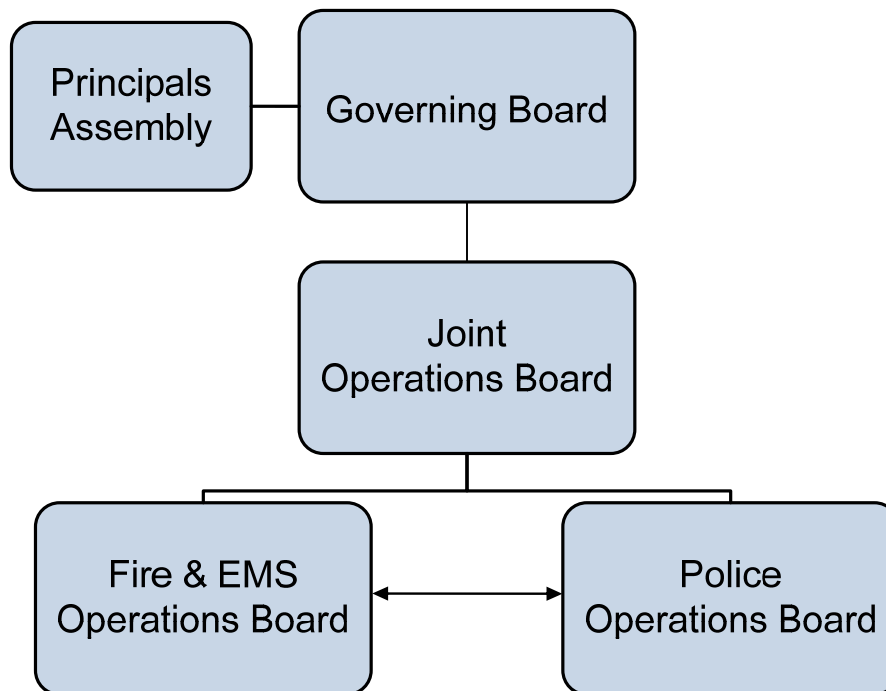 Principals
Assembly
Governing Board
Joint
Operations Board
Fire & EMS
Operations Board
Police
Operations Board